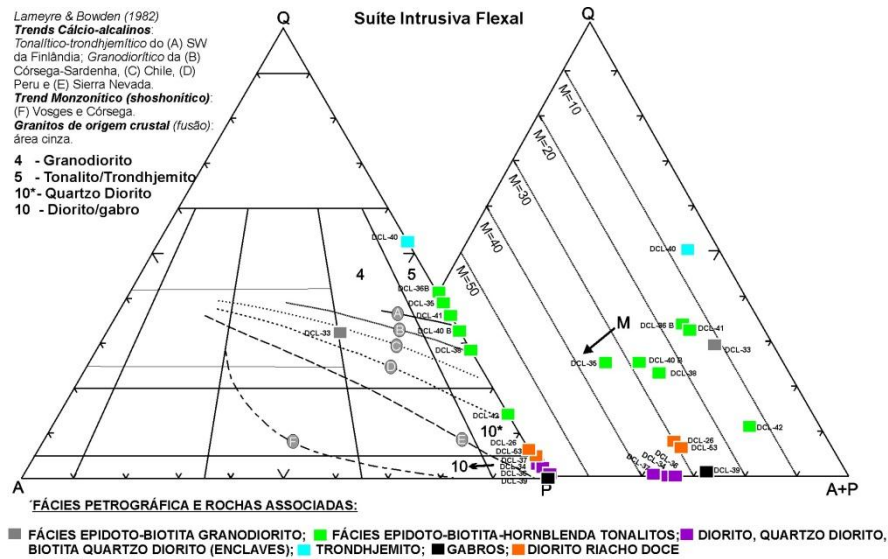 Lameyre & Bowden (1982)
Trends Cálcio-alcalinos:
Tonalítico-trondhjemítico do (A) SW
da Finlândia; Granodiorítico da (B)
Córsega-Sardenha, (C) Chile, (D)
Peru e (E) Sierra Nevada.
Trend Monzonítico (shoshonítico):
(F) Vosges e Córsega.
Granitos de origem crustal (fusão):
área cinza.
4 - Granodiorito
5 - Tonalito/Trondhjemito
10*- Quartzo Diorito
10 - Diorito/gabro
Suíte Intrusiva Flexal
Q
DCL-40
4
5
DCL-36B
DCL-35
DCL-41
DCL-40 B
DCL-38
DCL-33
A
B
C
D
E
F
DCL-42
10*
DCL-26
DCL-53
DCL-37
DCL-34
DCL-36
DCL-39
10
A
P
Q
M=10
M=20
M=30
M=40
M=50
M
DCL-40
DCL-36 B
DCL-41
DCL-33
DCL-35
DCL-40 B
DCL-38
DCL-42
DCL-26
DCL-53
DCL-37
DCL-34
DCL-36
DCL-39
A+P
´FÁCIES PETROGRÁFICA E ROCHAS ASSOCIADAS:
FÁCIES EPIDOTO-BIOTITA GRANODIORITO; FÁCIES EPIDOTO-BIOTITA-HORNBLENDA TONALITOS; DIORITO, QUARTZO DIORITO,
BIOTITA QUARTZO DIORITO (ENCLAVES); TRONDHJEMITO; GABROS; DIORITO RIACHO DOCE